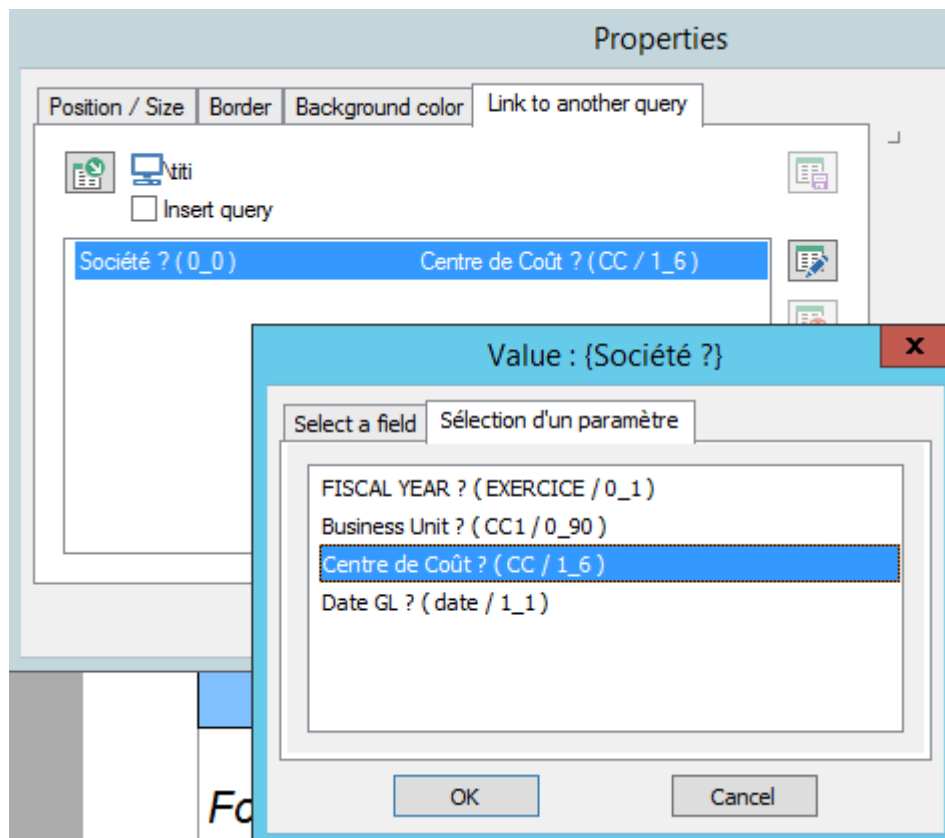 Properties
Position / Size Border Background color Link to another query
\titi
Insert query
Société ? ( 0_0 ) Centre de Coût ? ( CC / 1_6 )
Value : {Société ?}
x
Select a field Sélection d'un paramètre
FISCAL YEAR ? ( EXERCICE / 0_1 )
Business Unit ? ( CC1 / 0_90 )
Centre de Coût ? ( CC / 1_6 )
Date GL ? ( date / 1_1 )
OK Cancel